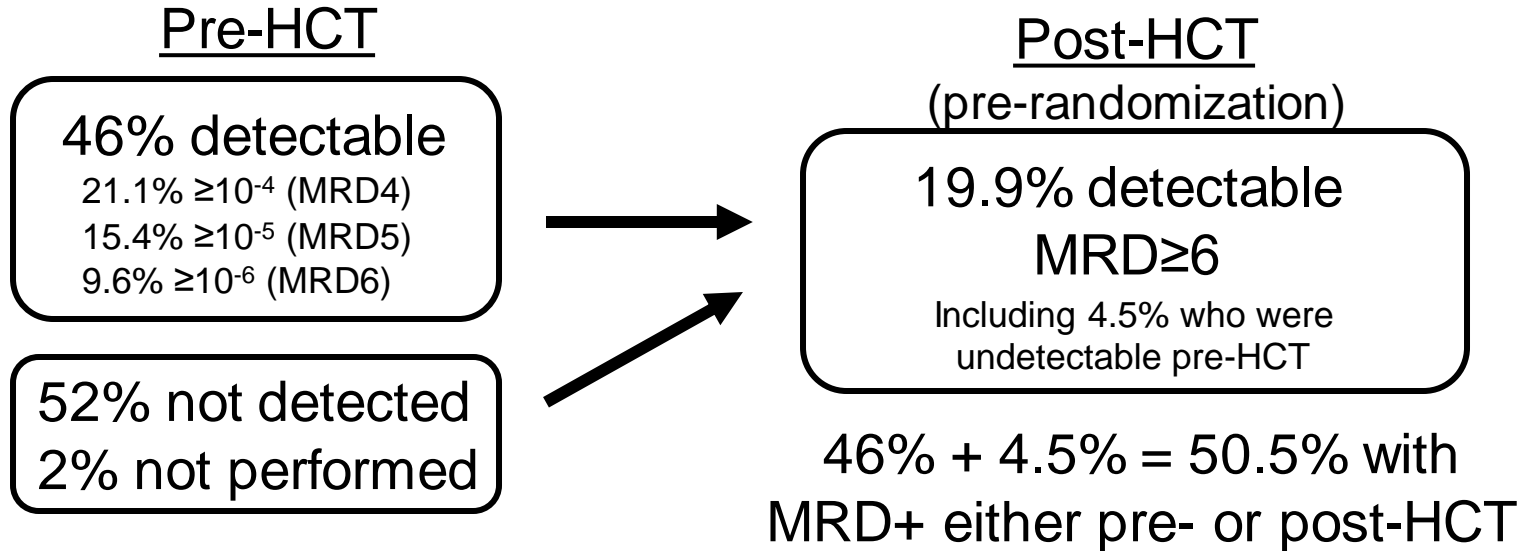 Pre-HCT
46% detectable
21.1% ≥10⁻⁴ (MRD4)
15.4% ≥10⁻⁵ (MRD5)
9.6% ≥10⁻⁶ (MRD6)
52% not detected
2% not performed
Post-HCT
(pre-randomization)
19.9% detectable
MRD≥6
Including 4.5% who were
undetectable pre-HCT
46% + 4.5% = 50.5% with
MRD+ either pre- or post-HCT